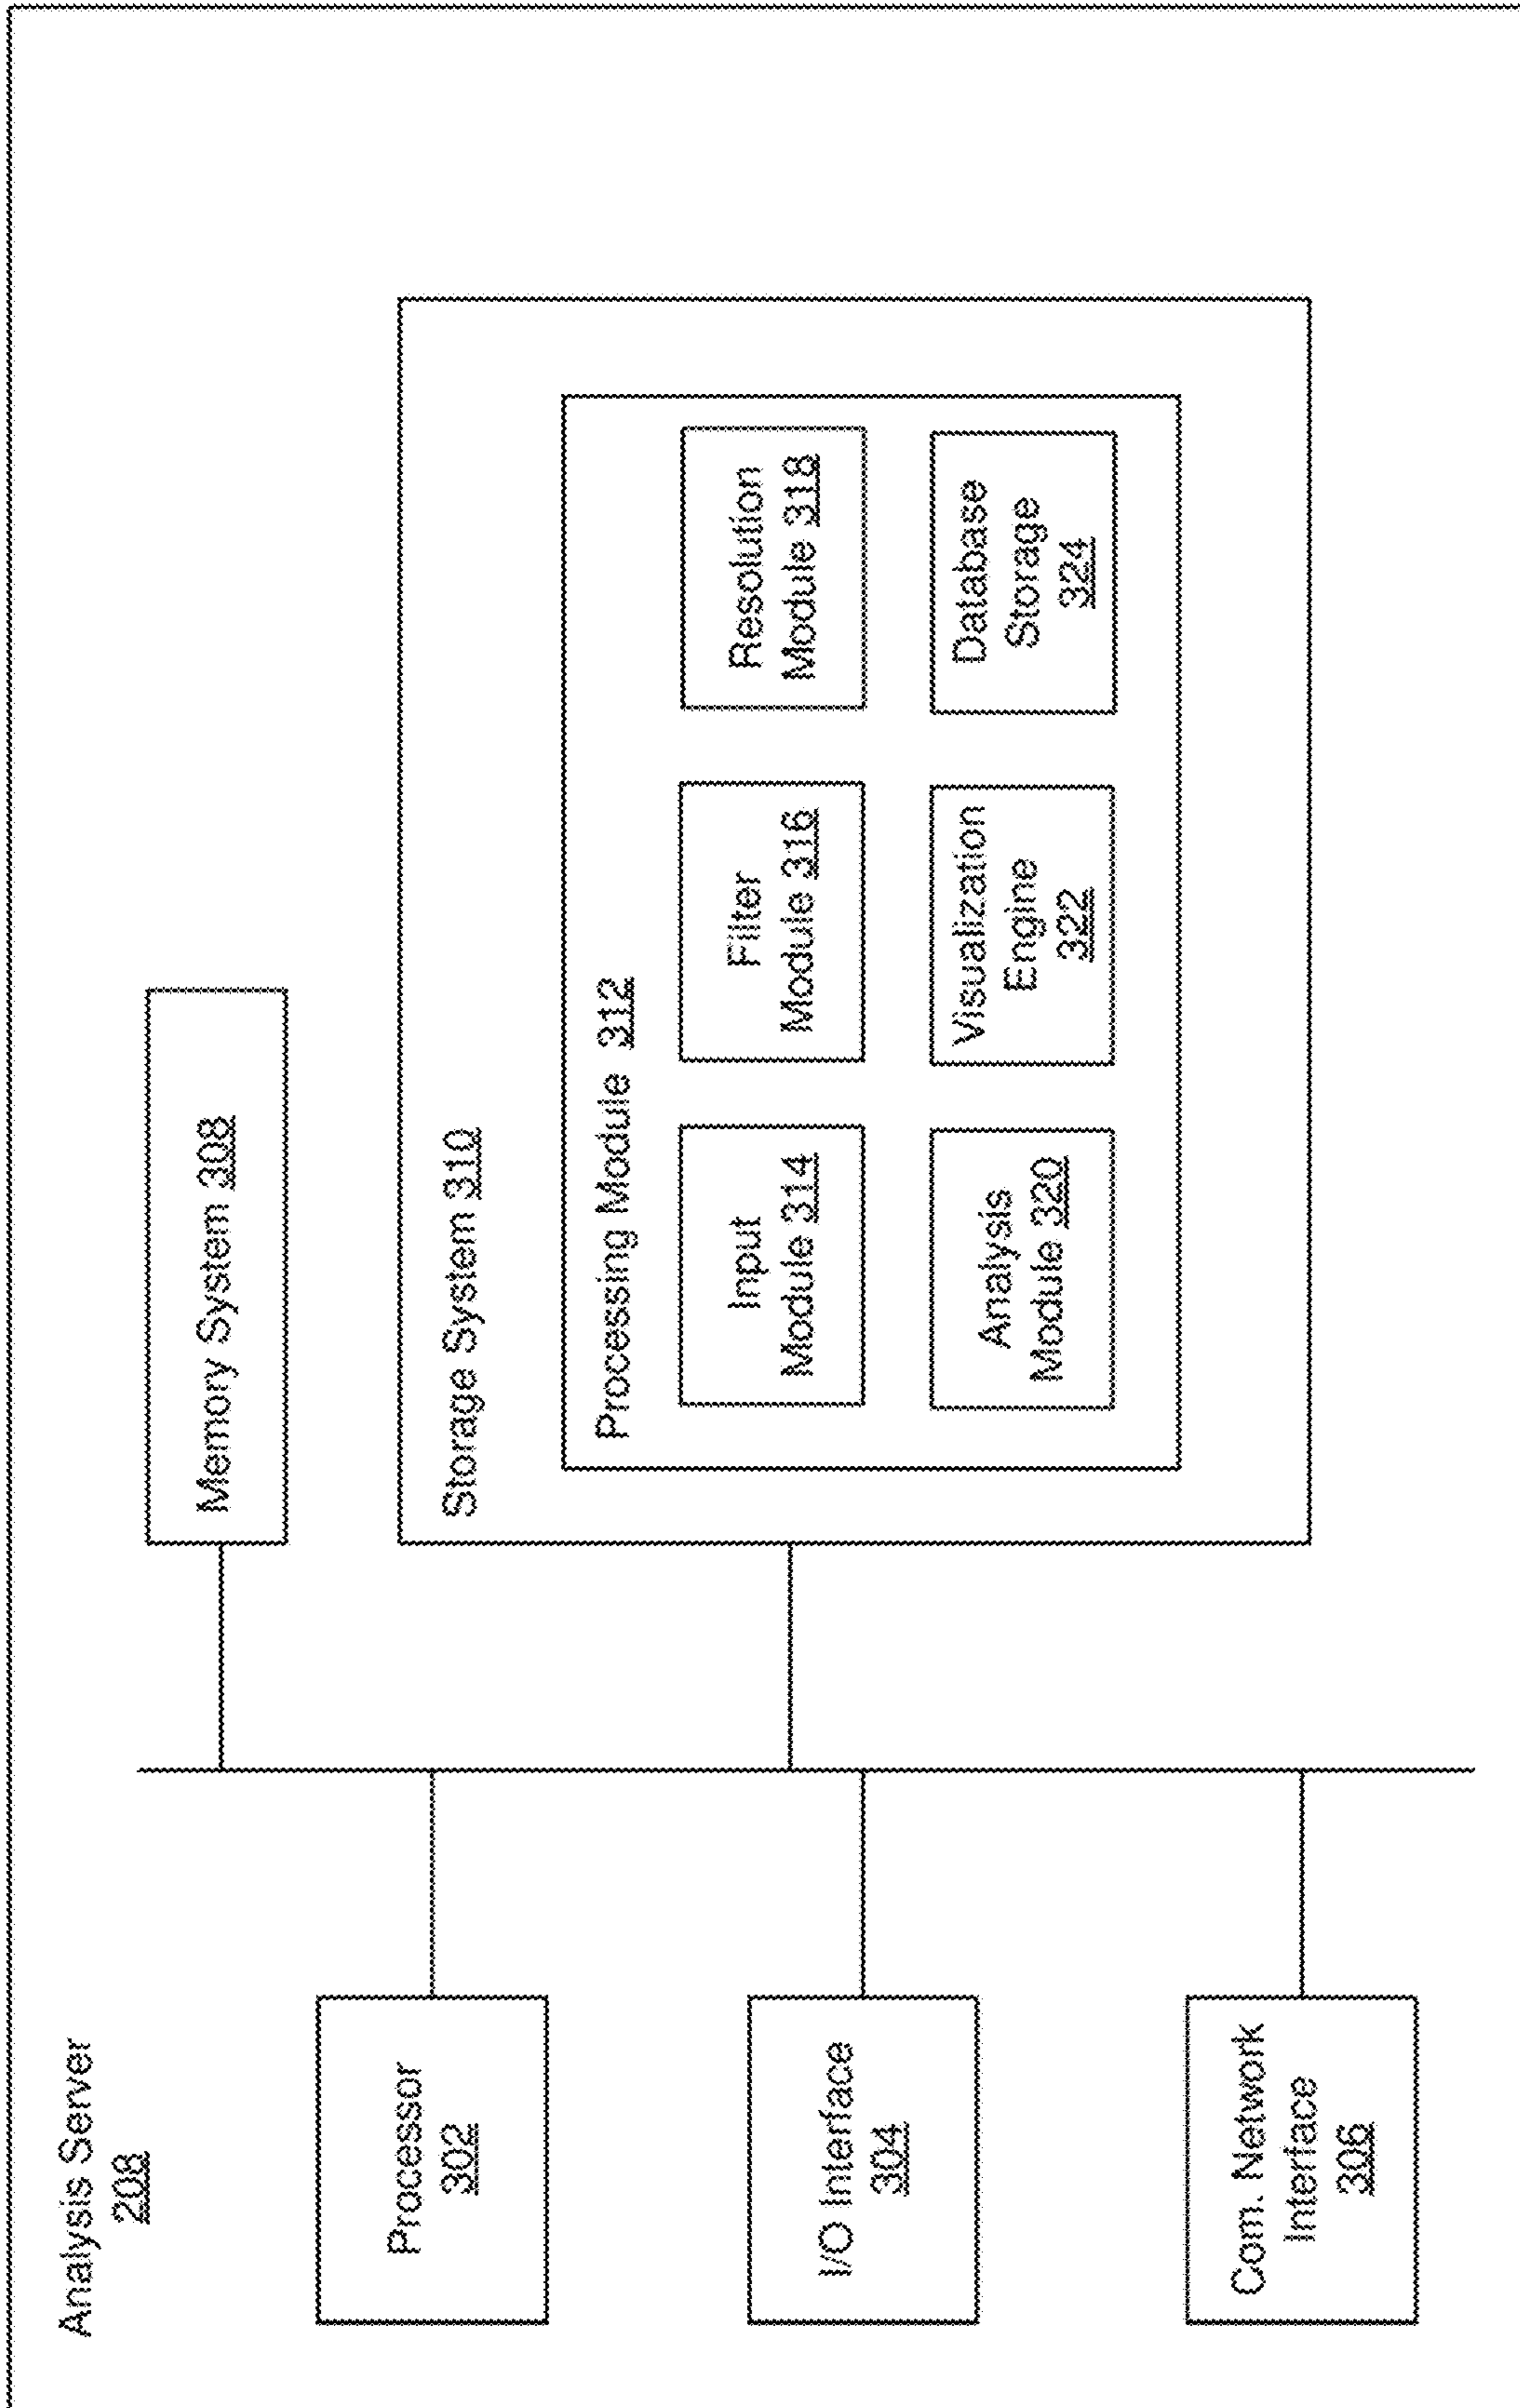 Analysis Server
208
Memory System 308
Processor
302
Storage System 310
Processing Module 312
Input
Module 314
Filter
Module 316
Resolution
Module 318
I/O Interface
304
Analysis
Module 320
Visualization
Engine
322
Database
Storage
324
Com. Network
Interface
306